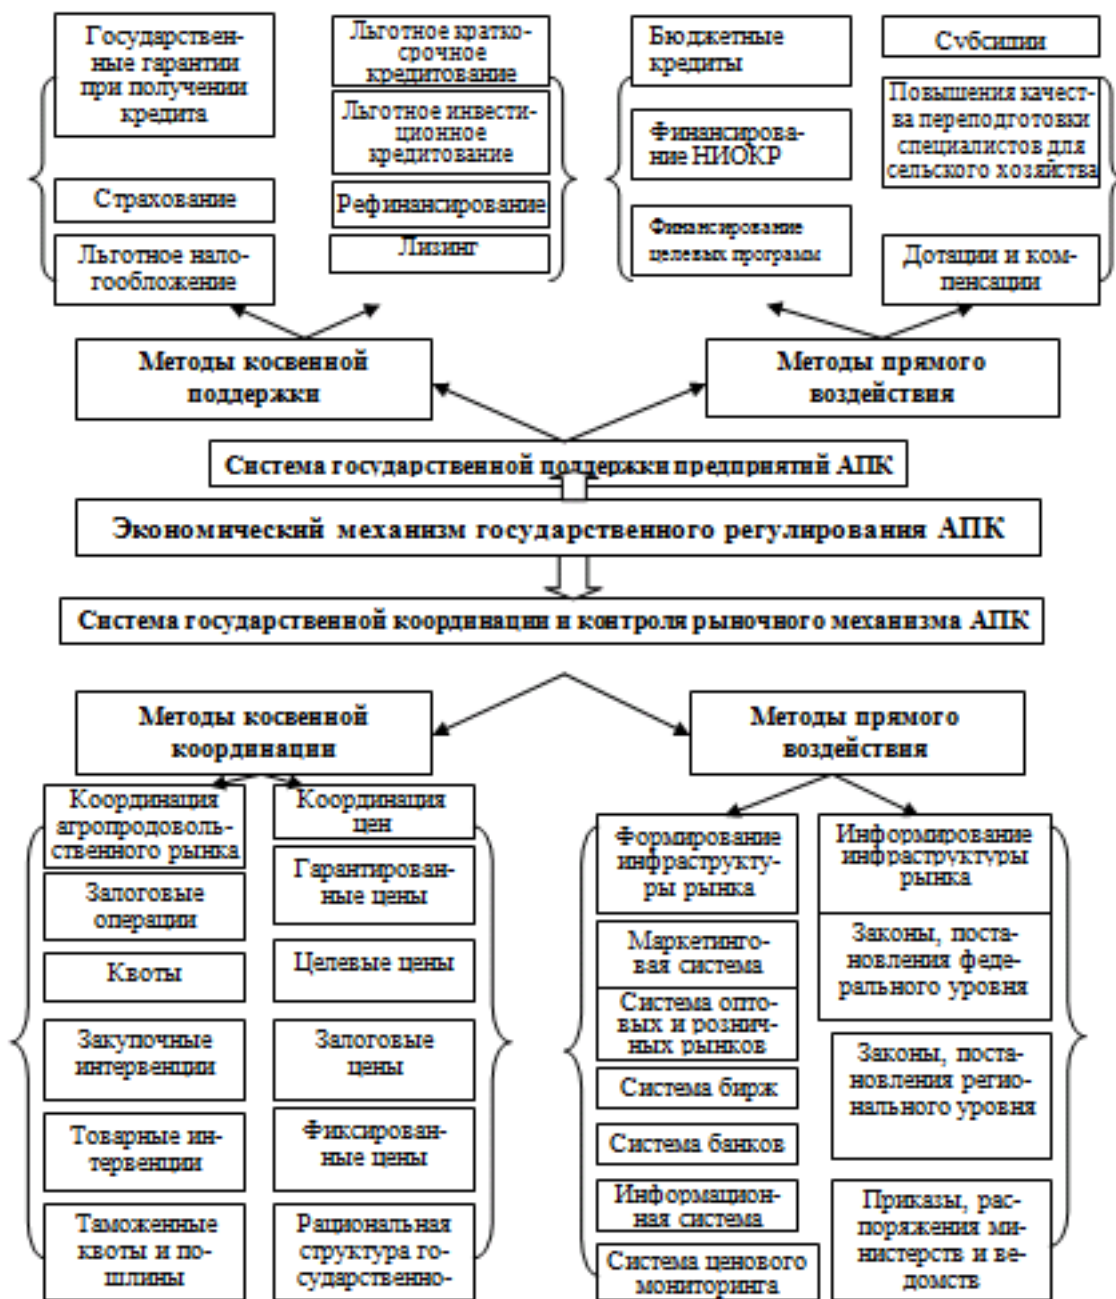 Государствен-
ные гарантии
при получении
кредита
Страхование
Льготное нало-
гообложение
Льготное кратко-
срочное
кредитование
Льготное инвести-
ционное
кредитование
Рефинансирование
Лизинг
Бюджетные
кредиты
Финансирова-
ние НИОКР
Финансирование
целевых программ
Субсидии
Повышения качест-
ва переподготовки
специалистов для
сельского хозяйства
Дотации и ком-
пенсации
Методы косвенной
поддержки
Методы прямого
воздействия
Система государственной поддержки предприятий АПК
Экономический механизм государственного регулирования АПК
Система государственной координации и контроля рыночного механизма АПК
Методы косвенной
координации
Методы прямого
воздействия
Координация
агропродоволь-
ственного рынка
Залоговые
операции
Квоты
Закупочные
интервенции
Товарные ин-
тервенции
Таможенные
квоты и по-
шлины
Координация
цен
Гарантирован-
ные цены
Целевые цены
Залоговые
цены
Фиксирован-
ные цены
Рациональная
структура го-
сударственно-
Формирование
инфраструкту-
ры рынка
Маркетинго-
вая система
Система опто-
вых и рознич-
ных рынков
Система бирж
Система банков
Информацион-
ная система
Система ценового
мониторинга
Информирование
инфраструктуры
рынка
Законы, поста-
новления феде-
рального уровня
Законы, поста-
новления регио-
нального уровня
Приказы, рас-
поряжения ми-
нистерств и ве-
домств